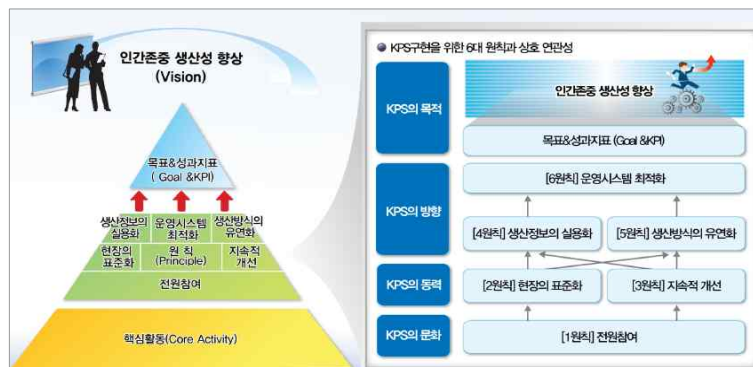 인간존중 생산성 향상
(Vision)
목표&성과지표
( Goal &KPI)
생산정보의
실용화
운영시스템
최적화
생산방식의
유연화
현장의
표준화
원 칙
(Principle)
지속적
개선
전원참여
핵심활동(Core Activity)
KPS구현을 위한 6대 원칙과 상호 연관성
KPS의 목적
인간존중 생산성 향상
목표&성과지표 (Goal &KPI)
KPS의 방향
[6원칙] 운영시스템 최적화
[4원칙] 생산정보의 실용화
[5원칙] 생산방식의 유연화
KPS의 동력
[2원칙] 현장의 표준화
[3원칙] 지속적 개선
KPS의 문화
[1원칙] 전원참여